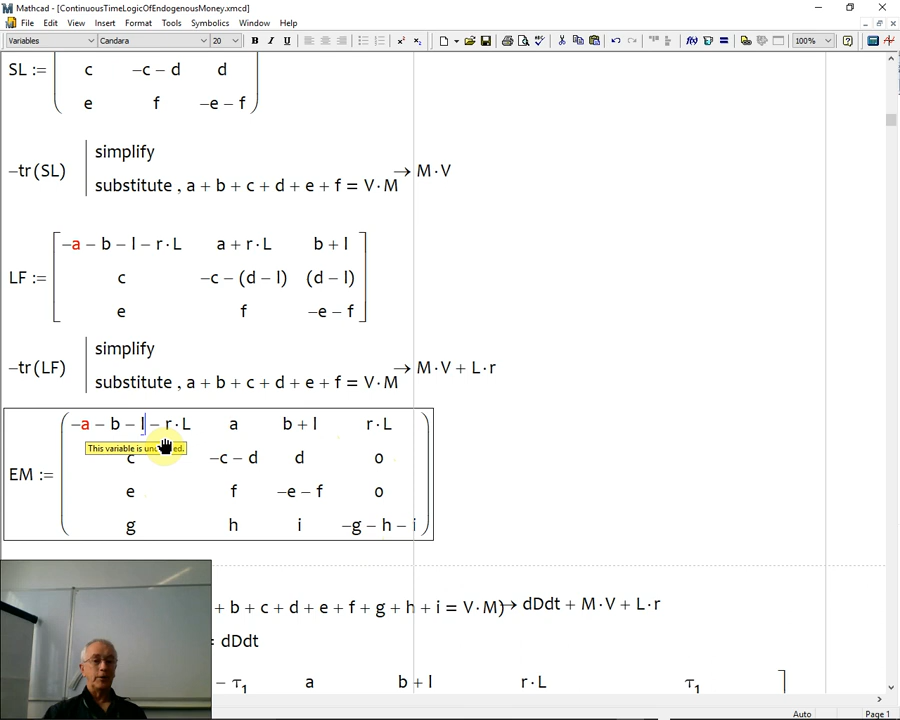 Mathcad - [ContinuousTimeLogicOfEndogenousMoney.xmcd]
File Edit View Insert Format Tools Symbolics Window Help
Variables Candara 20 B I U 100%
SL := c −c − d d
e f −e − f
simplify
−tr(SL) substitute , a + b + c + d + e + f = V·M → M·V
−a − b − l − r·L a + r·L b + l
LF := c −c − (d − l) (d − l)
e f −e − f
simplify
−tr(LF) substitute , a + b + c + d + e + f = V·M → M·V + L·r
−a − b − l − r·L a b + l r·L
This variable is
c −c − d d 0
EM := e f −e − f 0
g h i −g − h − i
+ b + c + d + e + f + g + h + i = V·M) → dDdt + M·V + L·r
= dDdt
− τ1 a b + l r·L τ1
Auto Page 1